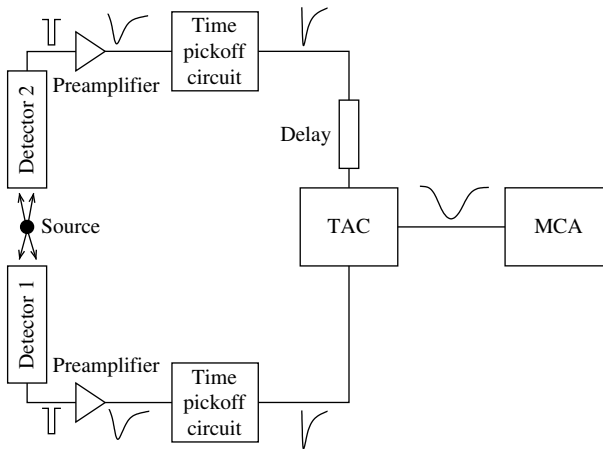 Time
pickoff
circuit
Preamplifier
Detector 2
Delay
Source
TAC
MCA
Detector 1
Preamplifier
Time
pickoff
circuit